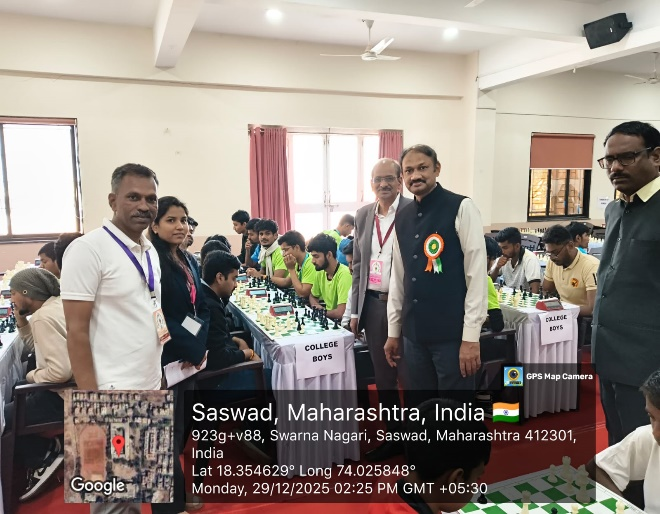 COLLEGE
BOYS
COLLEGE
BOYS
GPS Map Camera
Saswad, Maharashtra, India
923g+v88, Swarna Nagari, Saswad, Maharashtra 412301,
India
Lat 18.354629° Long 74.025848°
Monday, 29/12/2025 02:25 PM GMT +05:30
Google